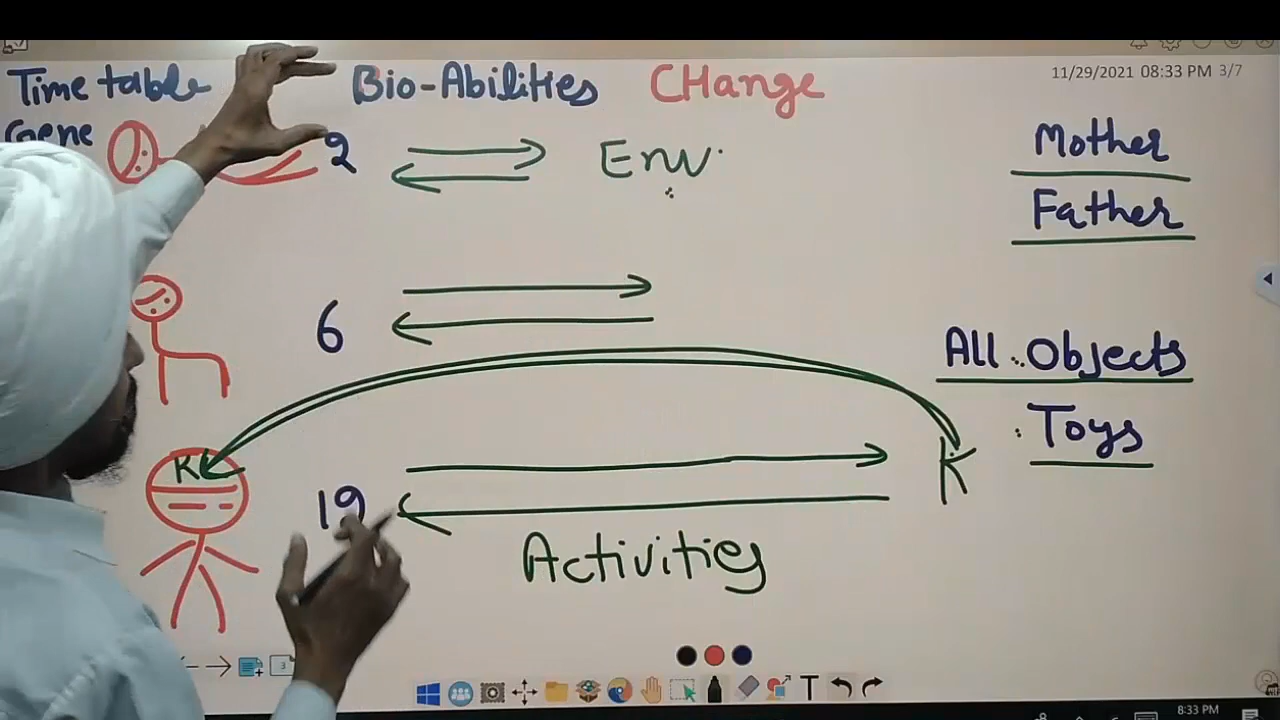 Time table Bio-Abilities CHange
11/29/2021 08:33 PM 3/7
Gene
2 Env.
Mother
Father
6
All Objects
Toys
K
K
19
Activities
3
T
8:33 PM